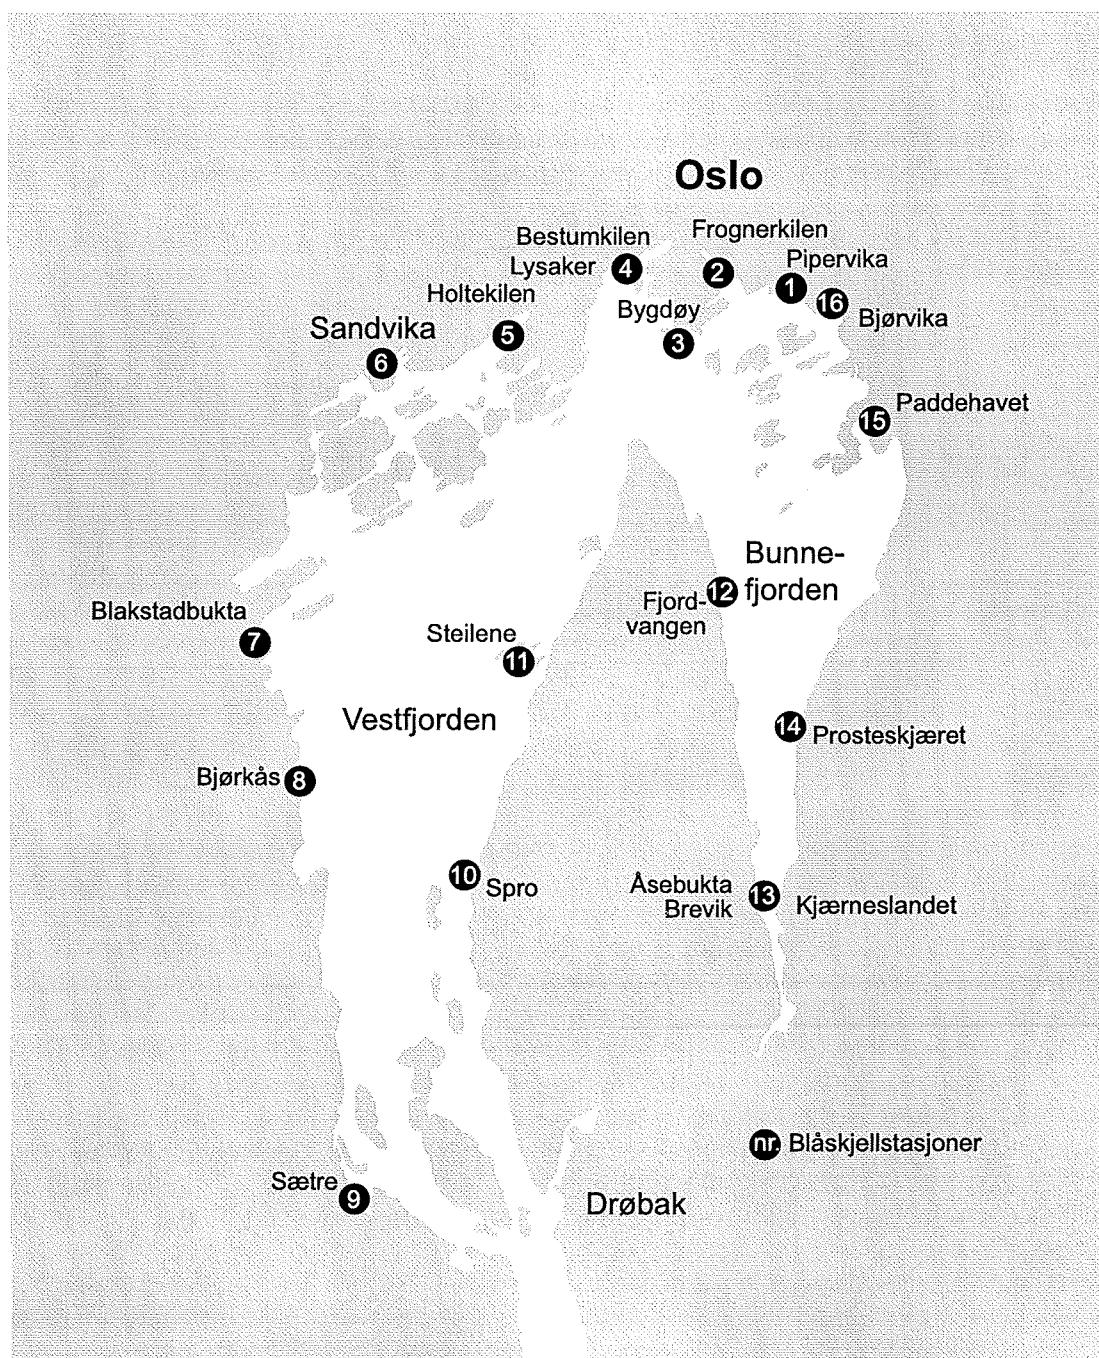 Oslo
Frognerkilen
Bestumkilen
Pipervika
Lysaker
4
2
1
Holtekilen
16
Bygdøy
Bjørvika
Sandvika
5
3
6
Paddehavet
15
Bunne-
fjorden
12
Fjord-
vangen
Blakstadbukta
7
Steilene
11
Vestfjorden
14
Prosteskjæret
Bjørkås
8
10
Spro
Åsebukta
Brevik
13
Kjærneslandet
nr.
Blåskjellstasjoner
Sætre
9
Drøbak